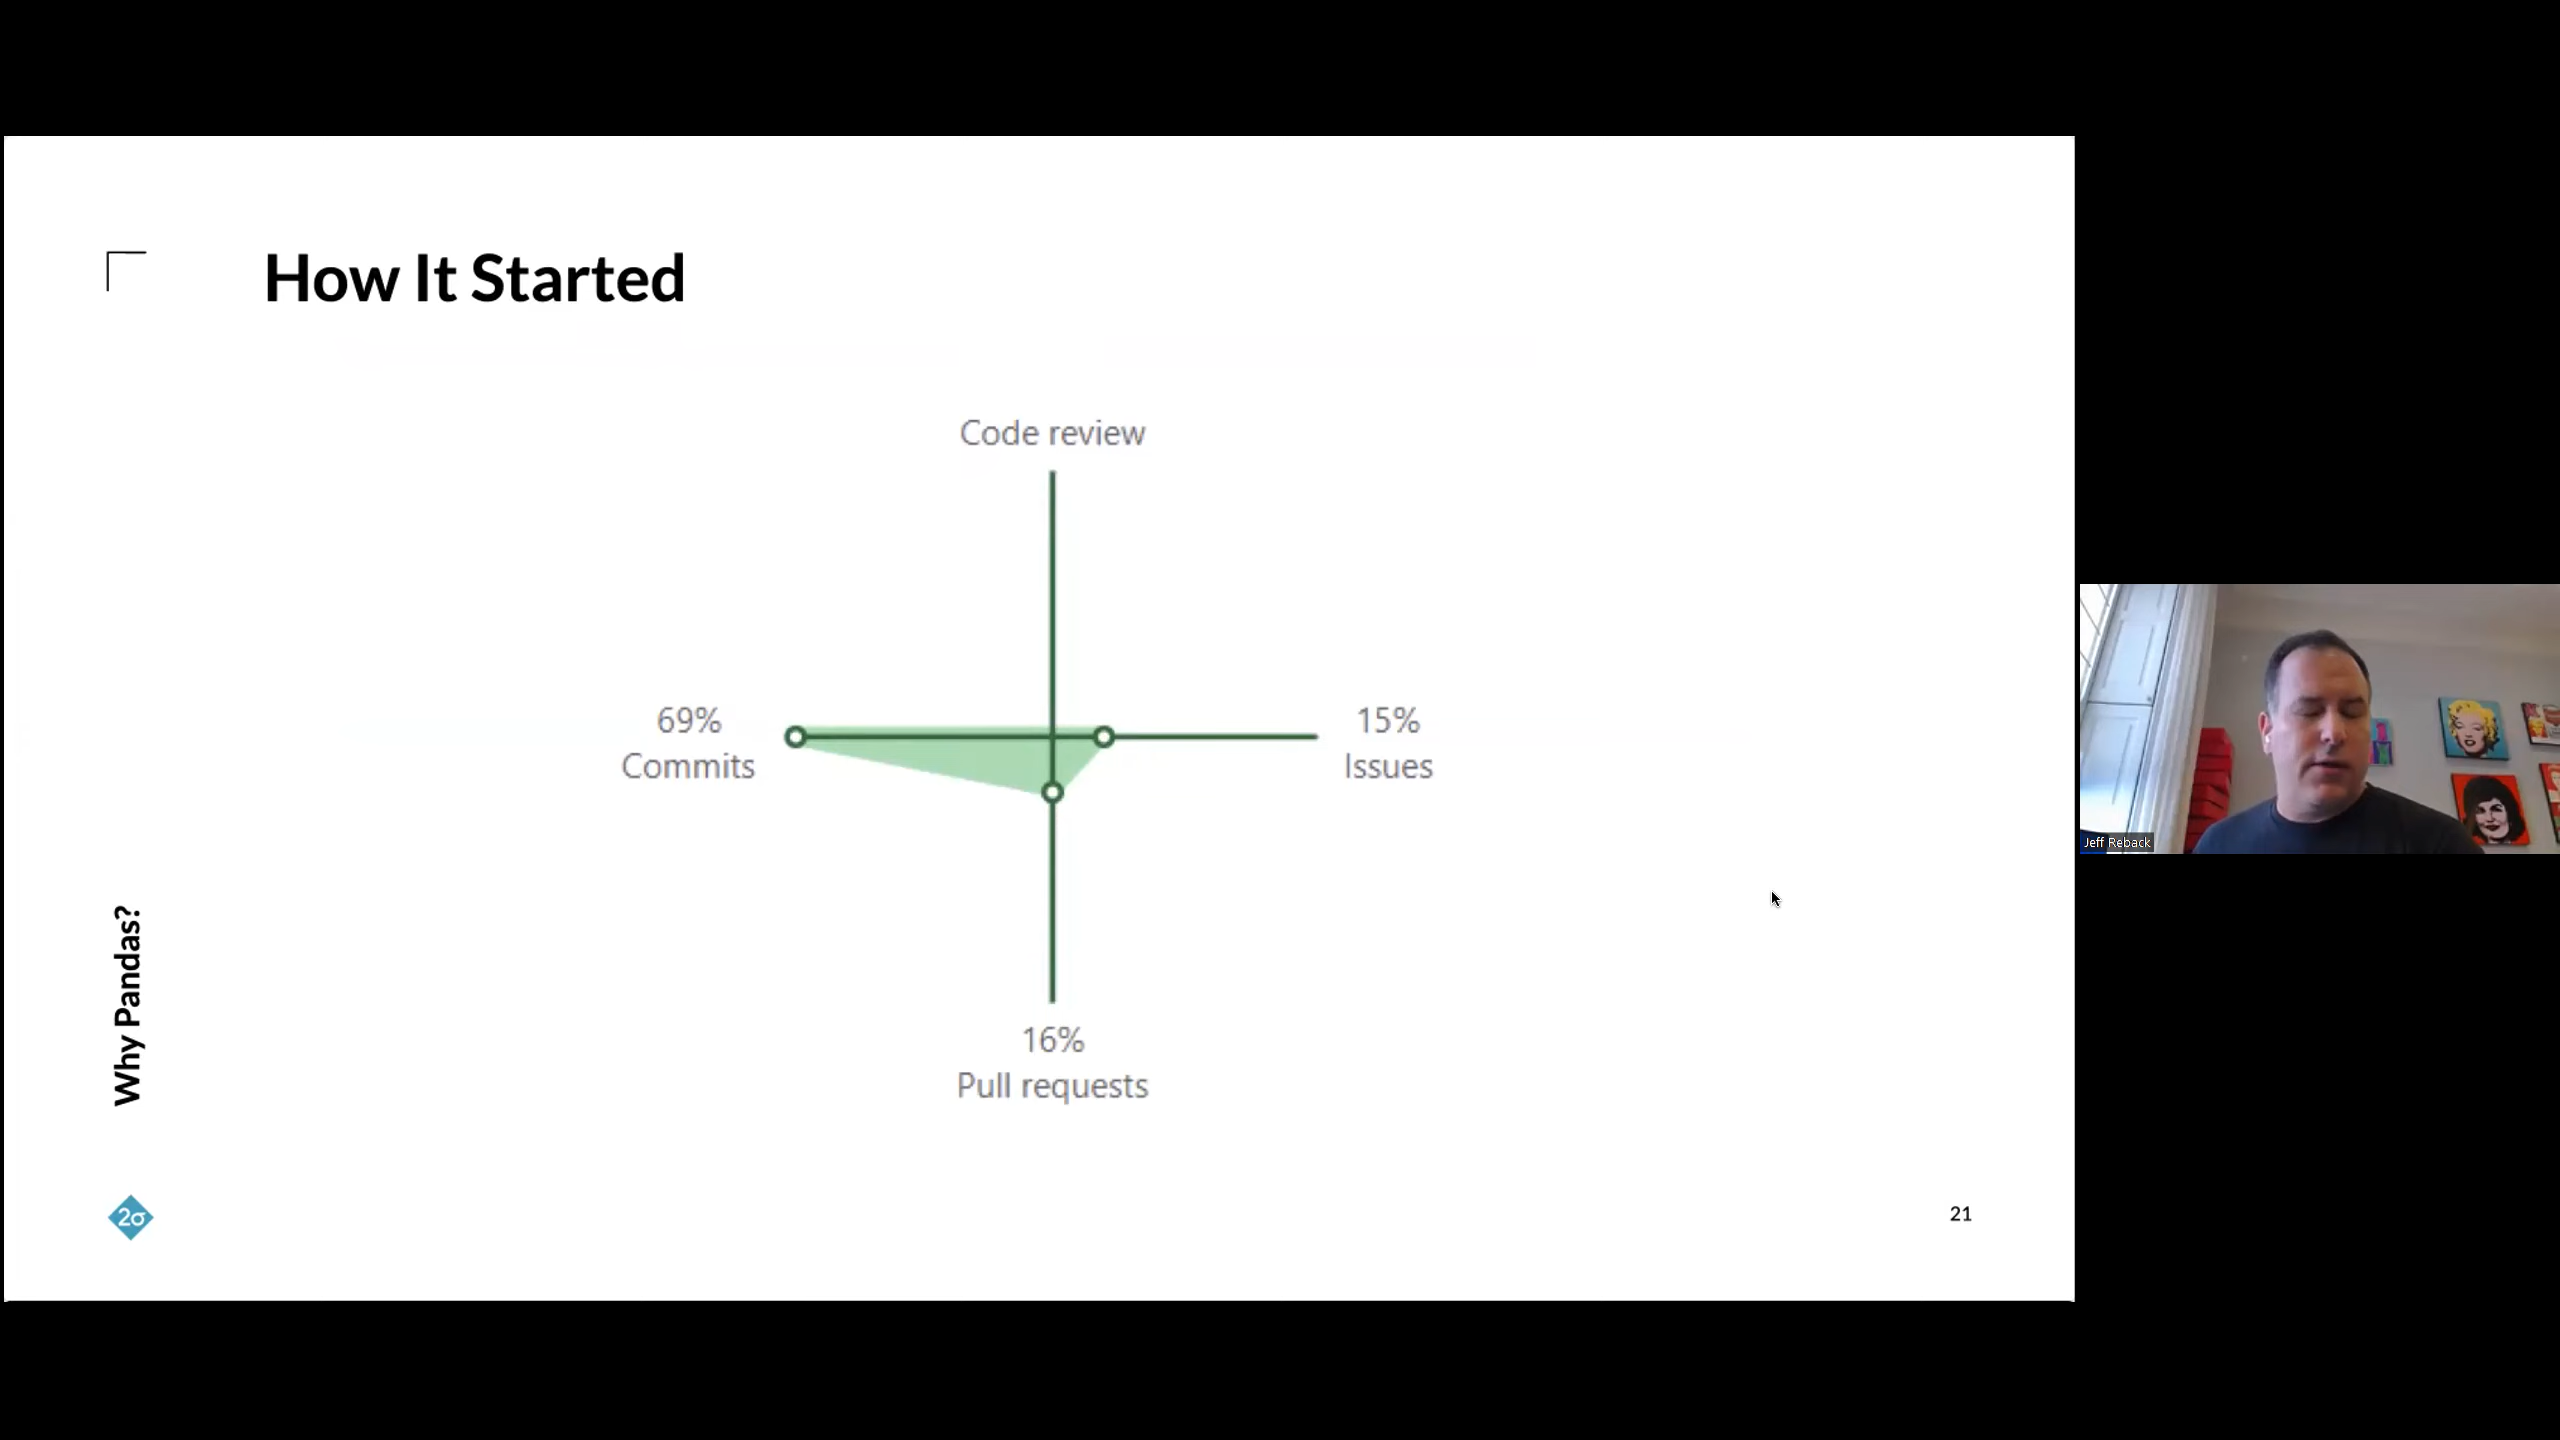 How It Started
Code review
69%
Commits
15%
Issues
16%
Pull requests
Why Pandas?
2σ
21
Jeff Reback